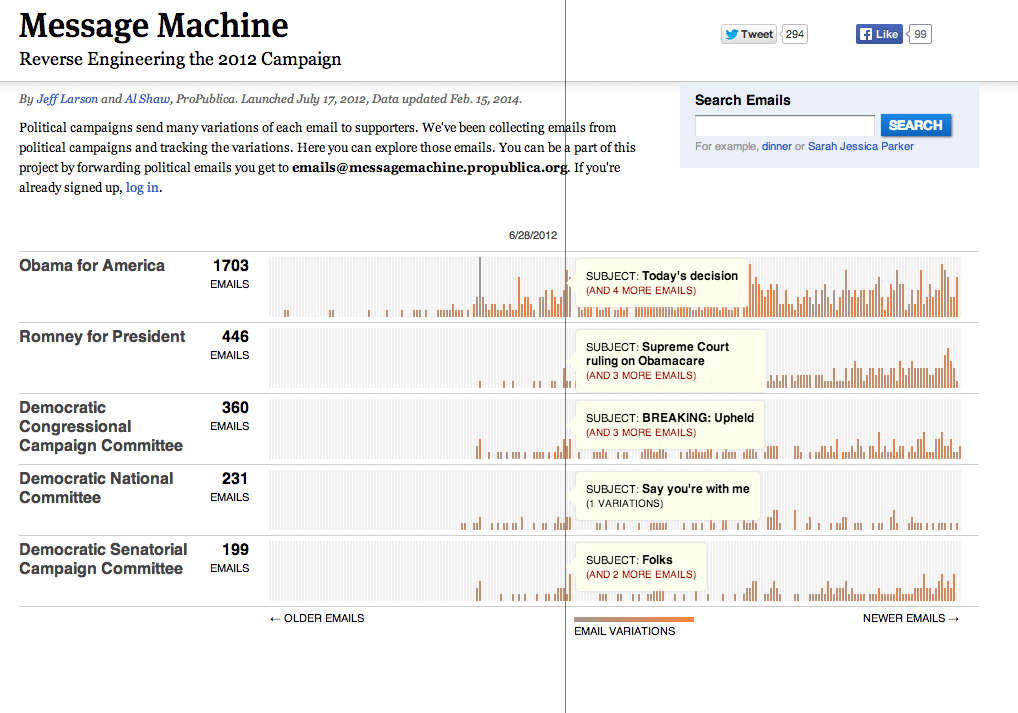 Message Machine
Tweet 294
Like 99
Reverse Engineering the 2012 Campaign
By Jeff Larson and Al Shaw, ProPublica. Launched July 17, 2012, Data updated Feb. 15, 2014.
Political campaigns send many variations of each email to supporters. We've been collecting emails from
political campaigns and tracking the variations. Here you can explore those emails. You can be a part of this
project by forwarding political emails you get to emails@messagemachine.propublica.org. If you're
already signed up, log in.
Search Emails
SEARCH
For example, dinner or Sarah Jessica Parker
6/28/2012
Obama for America
1703
EMAILS
SUBJECT: Today's decision
(AND 4 MORE EMAILS)
Romney for President
446
EMAILS
SUBJECT: Supreme Court
ruling on Obamacare
(AND 3 MORE EMAILS)
Democratic
Congressional
Campaign Committee
360
EMAILS
SUBJECT: BREAKING: Upheld
(AND 3 MORE EMAILS)
Democratic National
Committee
231
EMAILS
SUBJECT: Say you're with me
(1 VARIATIONS)
Democratic Senatorial
Campaign Committee
199
EMAILS
SUBJECT: Folks
(AND 2 MORE EMAILS)
← OLDER EMAILS
EMAIL VARIATIONS
NEWER EMAILS →